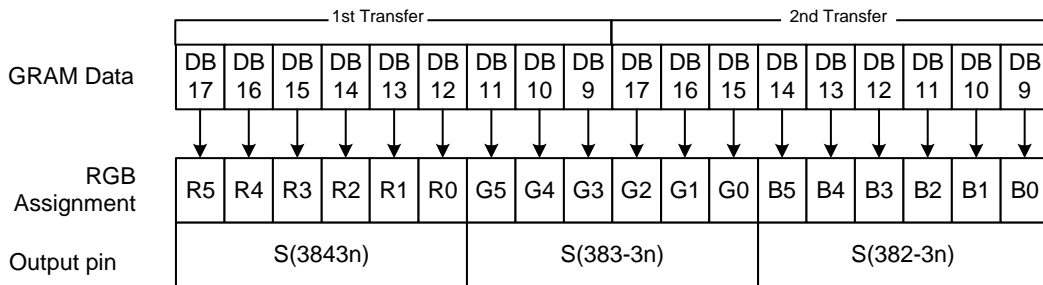 1st Transfer 2nd Transfer
GRAM Data DB 17 DB 16 DB 15 DB 14 DB 13 DB 12 DB 11 DB 10 DB 9 DB 17 DB 16 DB 15 DB 14 DB 13 DB 12 DB 11 DB 10 DB 9
RGB Assignment R5 R4 R3 R2 R1 R0 G5 G4 G3 G2 G1 G0 B5 B4 B3 B2 B1 B0
Output pin S(3843n) S(383-3n) S(382-3n)